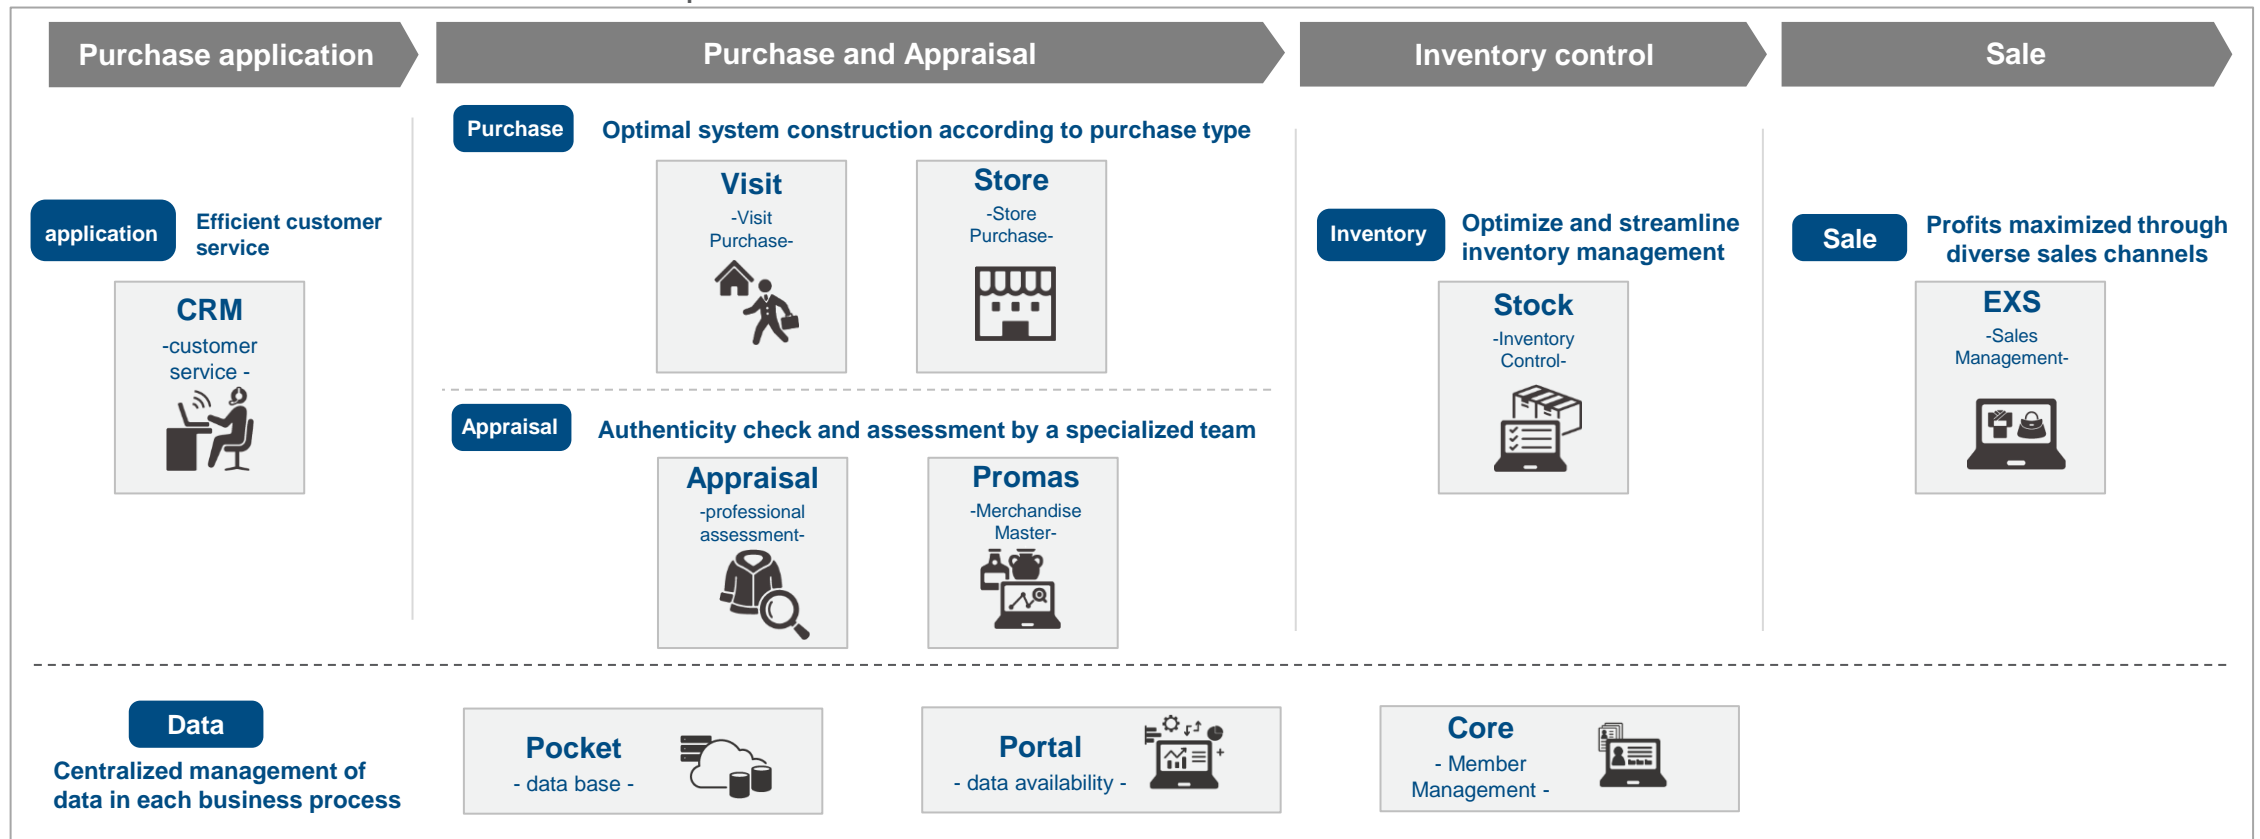 Purchase application
Purchase and Appraisal
Inventory control
Sale
Purchase
Optimal system construction according to purchase type
Visit
-Visit
Purchase-
Store
-Store
Purchase-
application
Efficient customer
service
CRM
-customer
service -
Appraisal
Authenticity check and assessment by a specialized team
Appraisal
-professional
assessment-
Promas
-Merchandise
Master-
Inventory
Optimize and streamline
inventory management
Stock
-Inventory
Control-
Sale
Profits maximized through
diverse sales channels
EXS
-Sales
Management-
Data
Centralized management of
data in each business process
Pocket
- data base -
Portal
- data availability -
Core
- Member
Management -